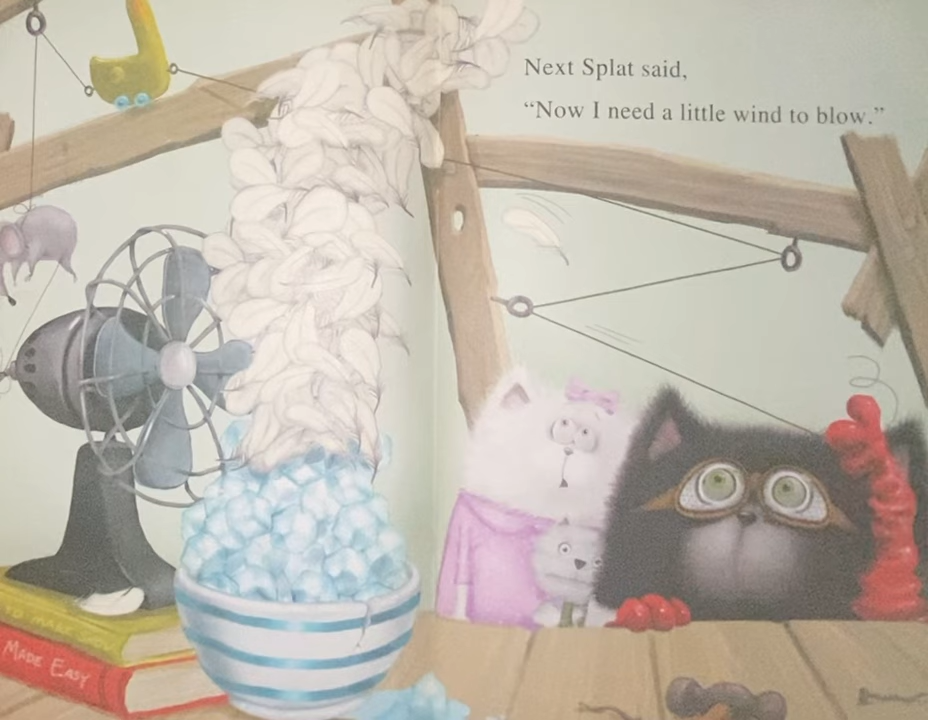 Next Splat said,
“Now I need a little wind to blow.”
MADE EASY